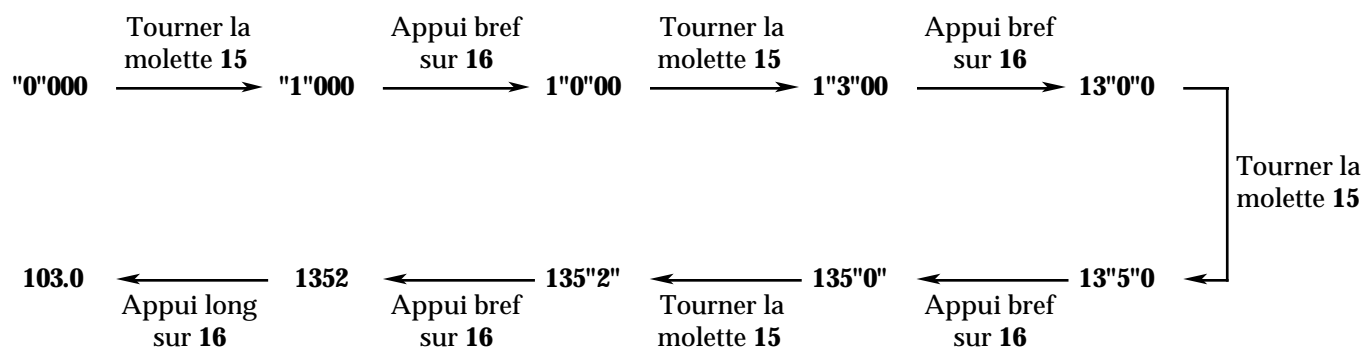 Tourner la
molette 15
Appui bref
sur 16
Tourner la
molette 15
Appui bref
sur 16
"0"000
"1"000
1"0"00
1"3"00
13"0"0
Tourner la
molette 15
103.0
1352
135"2"
135"0"
13"5"0
Appui long
sur 16
Appui bref
sur 16
Tourner la
molette 15
Appui bref
sur 16